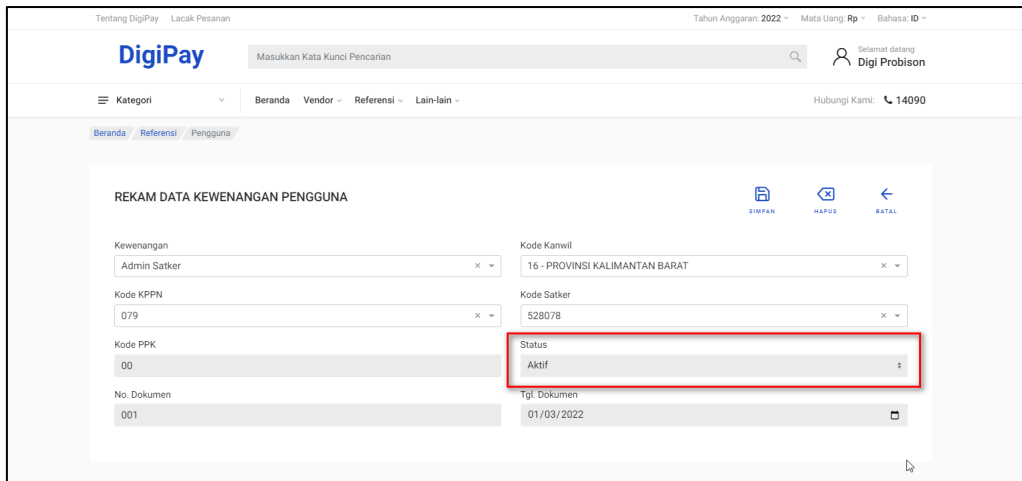 Tentang DigiPay Lacak Pesanan Tahun Anggaran: 2022 Mata Uang: Rp Bahasa: ID
DigiPay Masukkan Kata Kunci Pencarian Selamat datang
Digi Probison
Kategori Beranda Vendor Referensi Lain-lain Hubungi Kami: 14090
Beranda Referensi Pengguna
REKAM DATA KEWENANGAN PENGGUNA
SIMPAN HAPUS BATAL
Kewenangan Kode Kanwil
Admin Satker 16 - PROVINSI KALIMANTAN BARAT
Kode KPPN Kode Satker
079 528078
Kode PPK Status
00 Aktif
No. Dokumen Tgl. Dokumen
001 01/03/2022